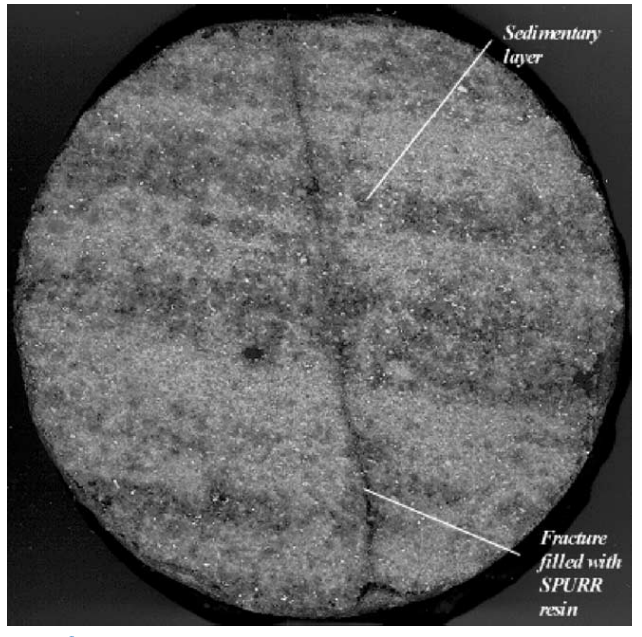 Sedimentary
layer
Fracture
filled with
SPURR
resin